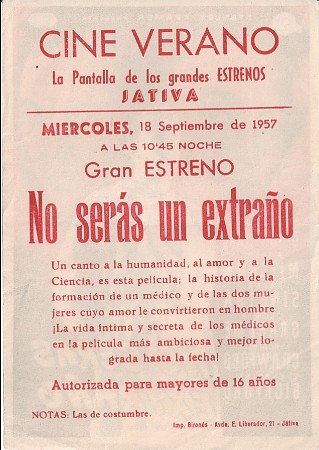 CINE VERANO
La Pantalla de los grandes ESTRENOS
JATIVA
MIERCOLES, 18 Septiembre de 1957
A LAS 10'45 NOCHE
Gran ESTRENO
No serás un extraño
Un canto a la humanidad, al amor y a la
Ciencia, es esta película; la historia de la
formación de un médico y de las dos mu-
jeres cuyo amor le convirtieron en hombre
¡La vida íntima y secreta de los médicos
en la película más ambiciosa y mejor lo-
grada hasta la fecha!
Autorizada para mayores de 16 años
NOTAS: Las de costumbre.
Imp. Gironés - Avda. E. Liberador, 21 - Játiva